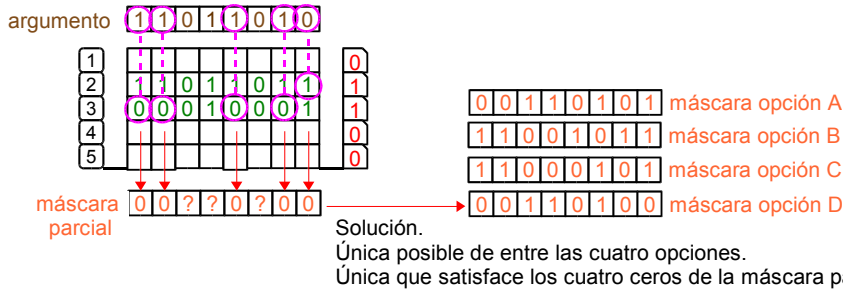 argumento 1 1 0 1 1 0 1 0
1 0
2 1 1 0 1 1 0 1 1 1
3 0 0 0 1 0 0 0 1 1
4 0
5 0
0 0 1 1 0 1 0 1 máscara opción A
1 1 0 0 1 0 1 1 máscara opción B
1 1 0 0 0 1 0 1 máscara opción C
0 0 1 1 0 1 0 0 máscara opción D
máscara parcial 0 0 ? ? 0 ? 0 0
Solución.
Única posible de entre las cuatro opciones.
Única que satisface los cuatro ceros de la máscara